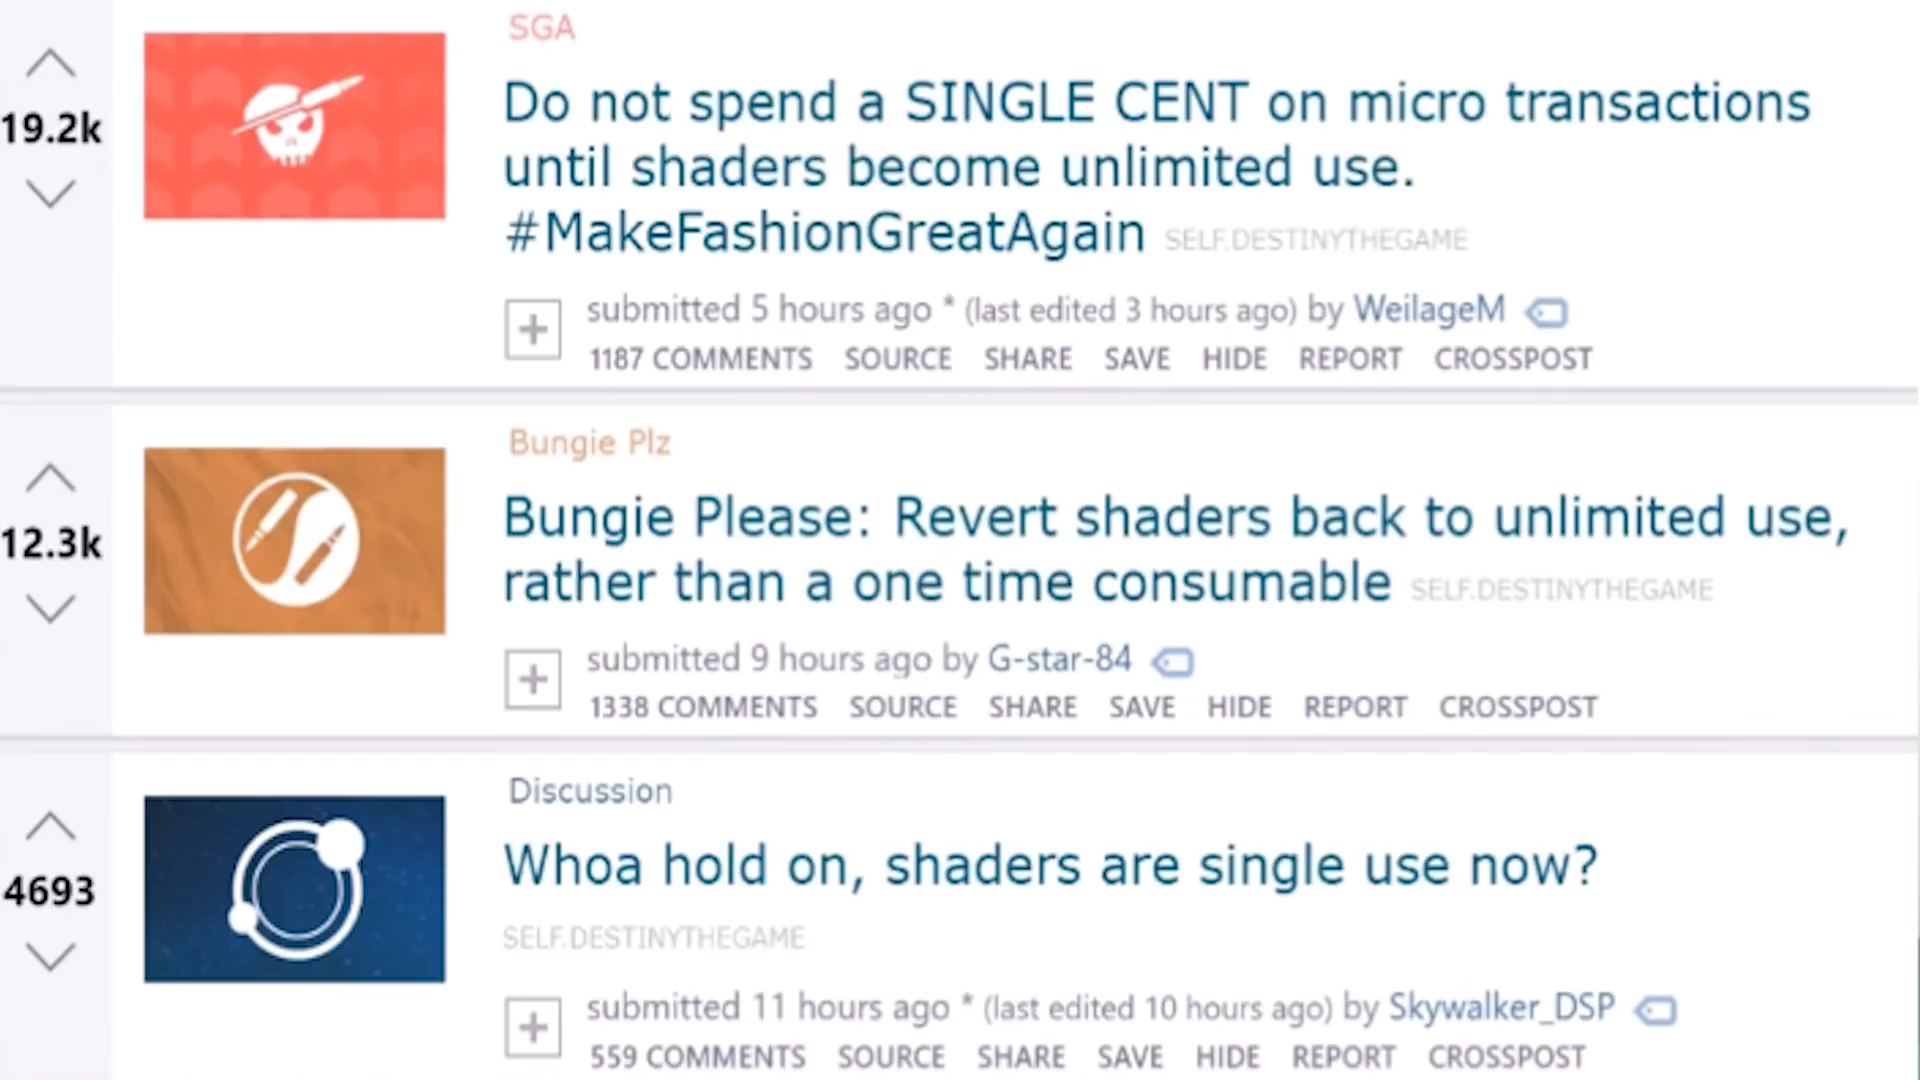 SGA
Do not spend a SINGLE CENT on micro transactions
19.2k
until shaders become unlimited use.
#MakeFashionGreatAgain SELF.DESTINYTHEGAME
submitted 5 hours ago * (last edited 3 hours ago) by WeilageM
1187 COMMENTS SOURCE SHARE SAVE HIDE REPORT CROSSPOST
Bungie Plz
Bungie Please: Revert shaders back to unlimited use,
12.3k
rather than a one time consumable SELF.DESTINYTHEGAME
submitted 9 hours ago by G-star-84
1338 COMMENTS SOURCE SHARE SAVE HIDE REPORT CROSSPOST
Discussion
Whoa hold on, shaders are single use now?
4693
SELF.DESTINYTHEGAME
submitted 11 hours ago * (last edited 10 hours ago) by Skywalker_DSP
559 COMMENTS SOURCE SHARE SAVE HIDE REPORT CROSSPOST